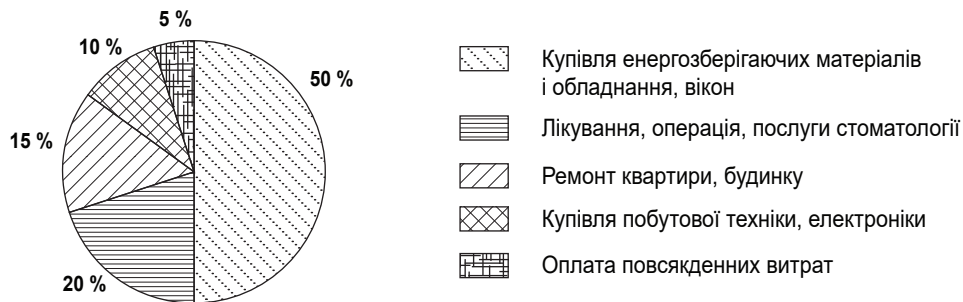 5 %
10 %
50 %
15 %
20 %
Купівля енергозберігаючих матеріалів
і обладнання, вікон
Лікування, операція, послуги стоматології
Ремонт квартири, будинку
Купівля побутової техніки, електроніки
Оплата повсякденних витрат